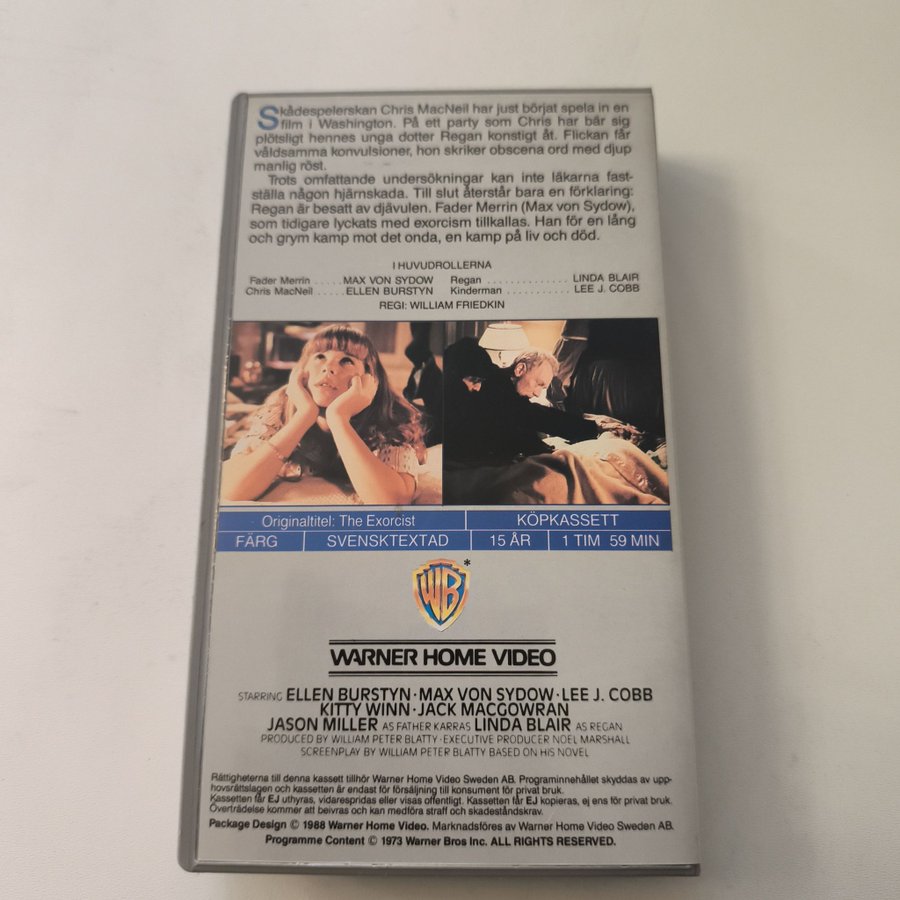 Skådespelerskan Chris MacNeil har just börjat spela in en
film i Washington. På ett party som Chris har bär sig
plötsligt hennes unga dotter Regan konstigt åt. Flickan får
våldsamma konvulsioner, hon skriker obscena ord med djup
manlig röst.
Trots omfattande undersökningar kan inte läkarna fast-
ställa någon hjärnskada. Till slut återstår bara en förklaring:
Regan är besatt av djävulen. Fader Merrin (Max von Sydow),
som tidigare lyckats med exorcism tillkallas. Han för en lång
och grym kamp mot det onda, en kamp på liv och död.
I HUVUDROLLERNA
Fader Merrin ..... MAX VON SYDOW Regan .............. LINDA BLAIR
Chris MacNeil ..... ELLEN BURSTYN Kinderman ............ LEE J. COBB
REGI: WILLIAM FRIEDKIN
Originaltitel: The Exorcist KÖPKASSETT
FÄRG SVENSKTEXTAD 15 ÅR 1 TIM 59 MIN
WB*
WARNER HOME VIDEO
STARRING ELLEN BURSTYN · MAX VON SYDOW · LEE J. COBB
KITTY WINN · JACK MACGOWRAN
JASON MILLER AS FATHER KARRAS LINDA BLAIR AS REGAN
PRODUCED BY WILLIAM PETER BLATTY · EXECUTIVE PRODUCER NOEL MARSHALL
SCREENPLAY BY WILLIAM PETER BLATTY BASED ON HIS NOVEL
Rättigheterna till denna kassett tillhör Warner Home Video Sweden AB. Programinnehållet skyddas av upp-
hovsrättslagen och kassetten är endast för försäljning till konsument för privat bruk.
Kassetten får EJ uthyras, vidarespridas eller visas offentligt. Kassetten får EJ kopieras, ej ens för privat bruk.
Överträdelse kommer att beivras och kan medföra straff och skadeståndskrav.
Package Design © 1988 Warner Home Video. Marknadsföres av Warner Home Video Sweden AB.
Programme Content © 1973 Warner Bros Inc. ALL RIGHTS RESERVED.